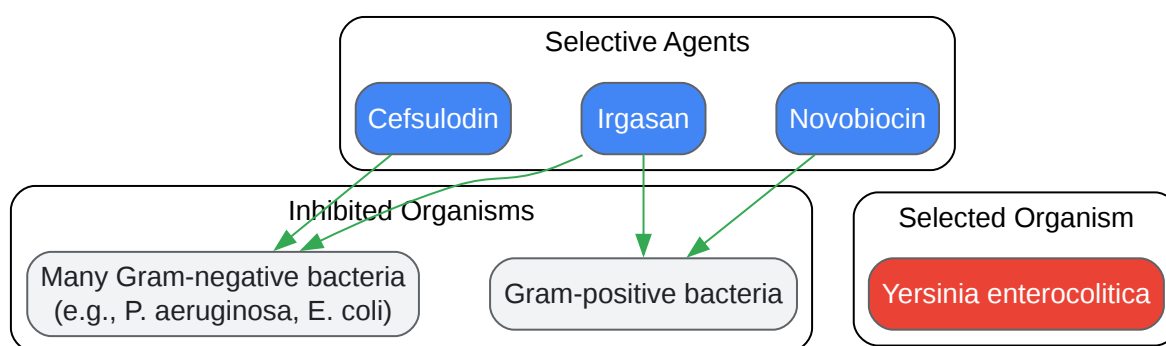 Selective Agents
Cefsulodin
Irgasan
Novobiocin
Inhibited Organisms
Many Gram-negative bacteria
(e.g., P. aeruginosa, E. coli)
Gram-positive bacteria
Selected Organism
Yersinia enterocolitica